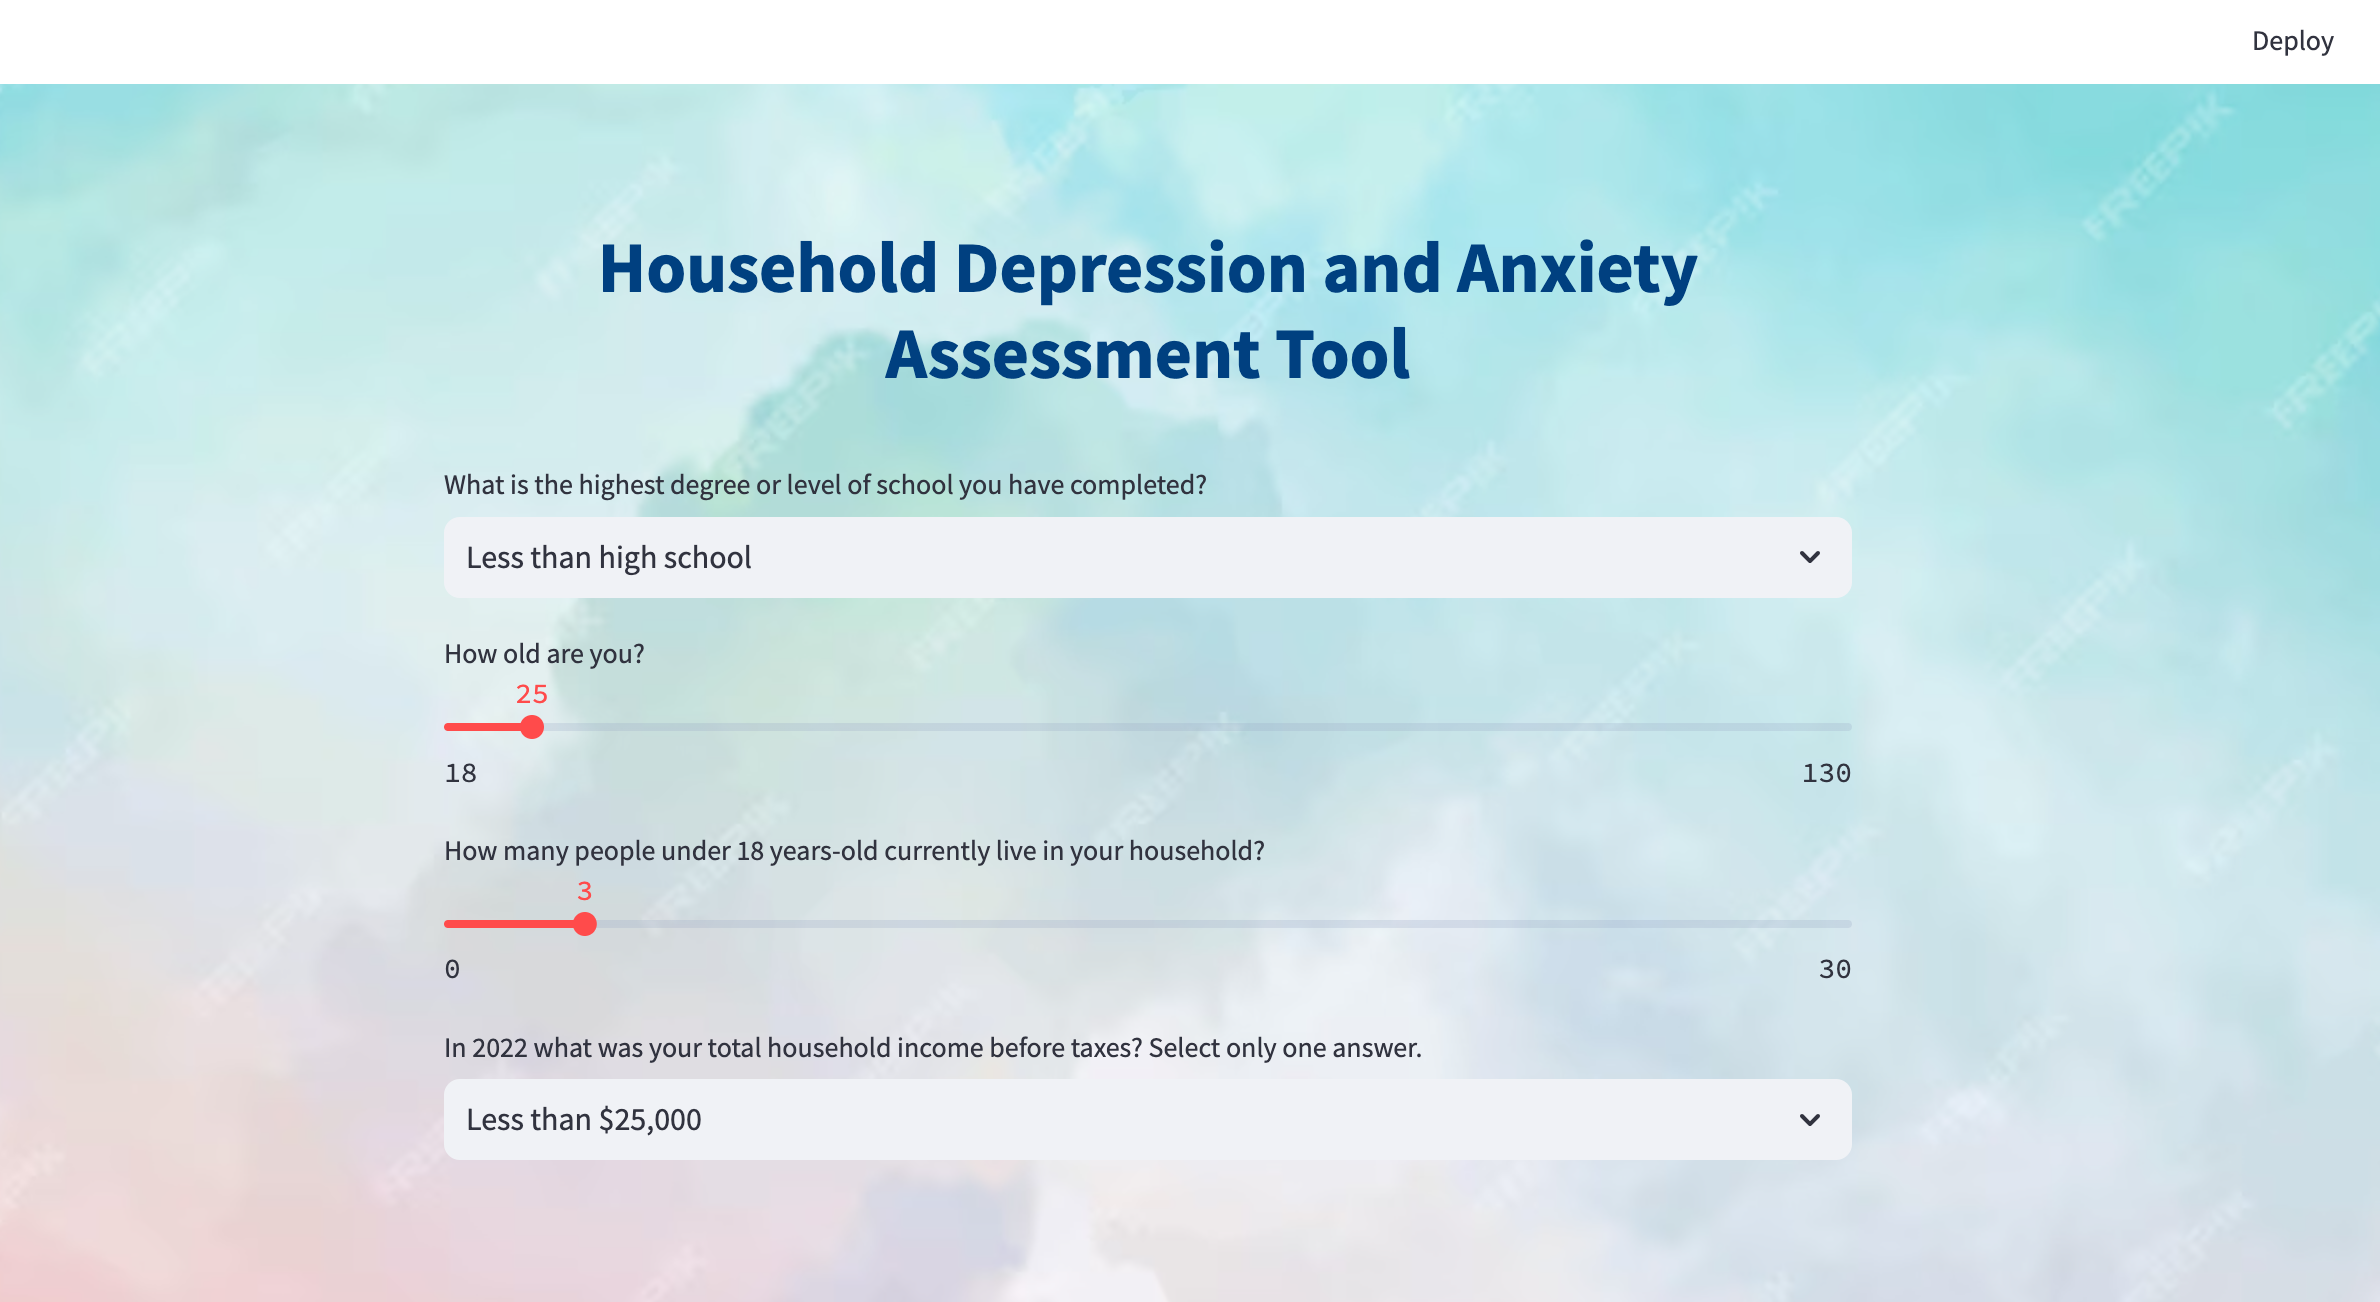 Deploy
Household Depression and Anxiety
Assessment Tool
What is the highest degree or level of school you have completed?
Less than high school
How old are you?
25
18 130
How many people under 18 years-old currently live in your household?
3
0 30
In 2022 what was your total household income before taxes? Select only one answer.
Less than $25,000
FREEPIK